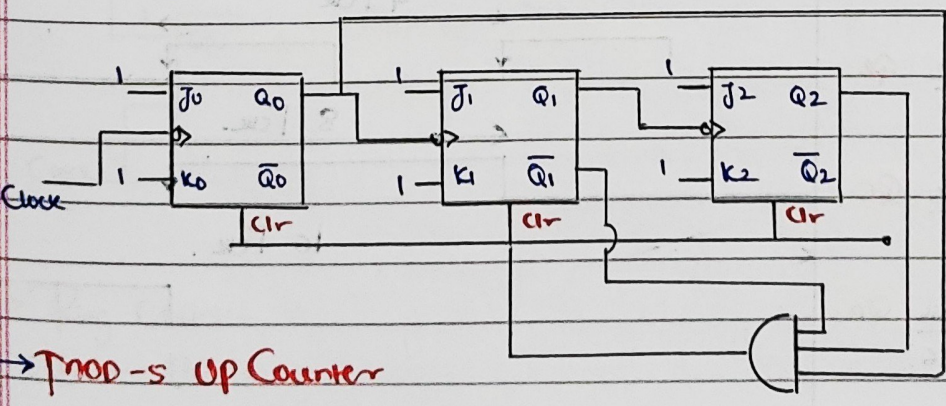 1 1 1
J0 Q0 J1 Q1 J2 Q2
Clock 1 K0 Q̅0 1 K1 Q̅1 1 K2 Q̅2
Clr Clr Clr
→ Mod-5 Up Counter